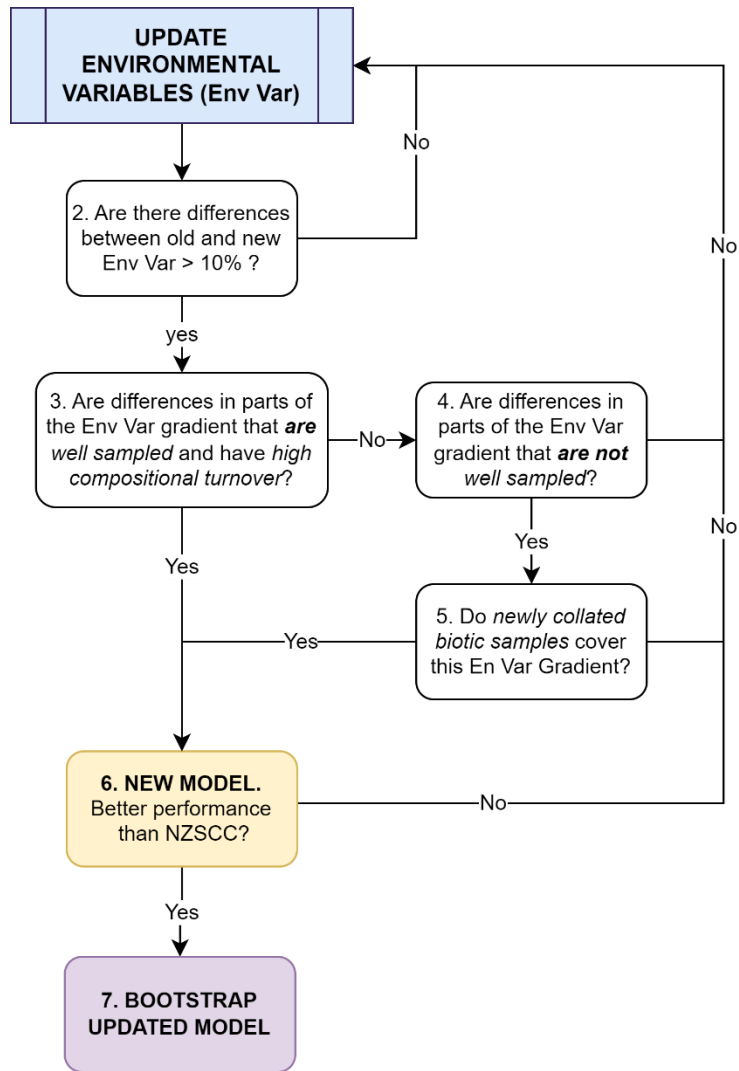 UPDATE
ENVIRONMENTAL
VARIABLES (Env Var)
No
2. Are there differences
between old and new
Env Var > 10% ?
No
yes
3. Are differences in parts of
the Env Var gradient that are
well sampled and have high
compositional turnover?
No
4. Are differences in
parts of the Env Var
gradient that are not
well sampled?
No
Yes
Yes
5. Do newly collated
biotic samples cover
this En Var Gradient?
Yes
6. NEW MODEL.
Better performance
than NZSCC?
No
Yes
7. BOOTSTRAP
UPDATED MODEL